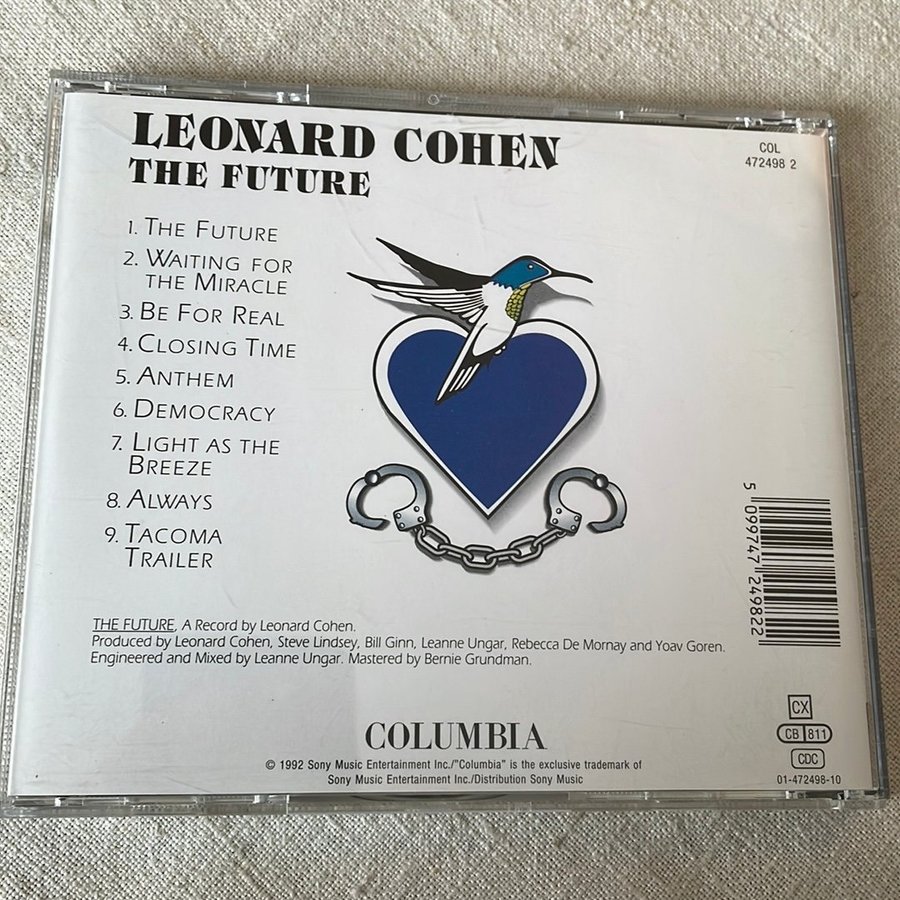 LEONARD COHEN
THE FUTURE
COL
472498 2
1. THE FUTURE
2. WAITING FOR
THE MIRACLE
3. BE FOR REAL
4. CLOSING TIME
5. ANTHEM
6. DEMOCRACY
7. LIGHT AS THE
BREEZE
8. ALWAYS
9. TACOMA
TRAILER
5 099747 249822
THE FUTURE, A Record by Leonard Cohen.
Produced by Leonard Cohen, Steve Lindsey, Bill Ginn, Leanne Ungar, Rebecca De Mornay and Yoav Goren.
Engineered and Mixed by Leanne Ungar. Mastered by Bernie Grundman.
CX
CB 811
CDC
01-472498-10
COLUMBIA
© 1992 Sony Music Entertainment Inc./"Columbia" is the exclusive trademark of
Sony Music Entertainment Inc./Distribution Sony Music